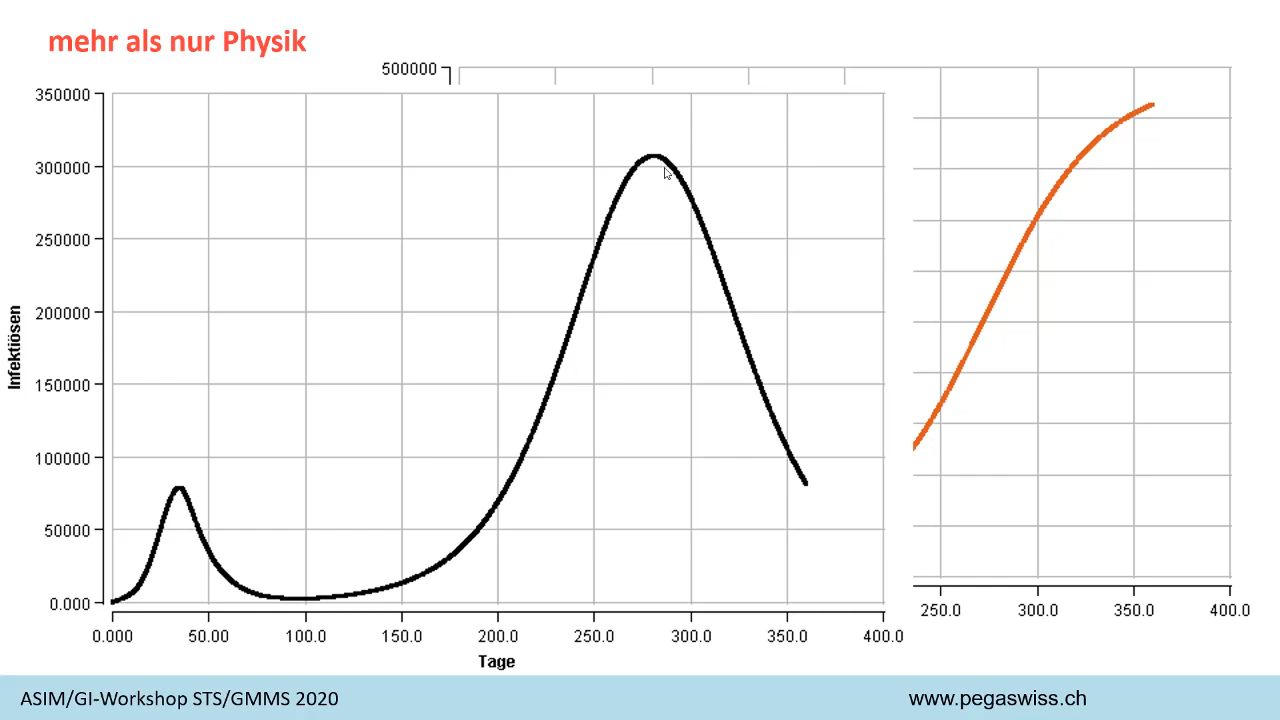 mehr als nur Physik
500000
350000
300000
250000
200000
150000
100000
50000
0.000
Infektiösen
0.000 50.00 100.0 150.0 200.0 250.0 300.0 350.0 400.0
Tage
250.0 300.0 350.0 400.0
ASIM/GI-Workshop STS/GMMS 2020
www.pegaswiss.ch